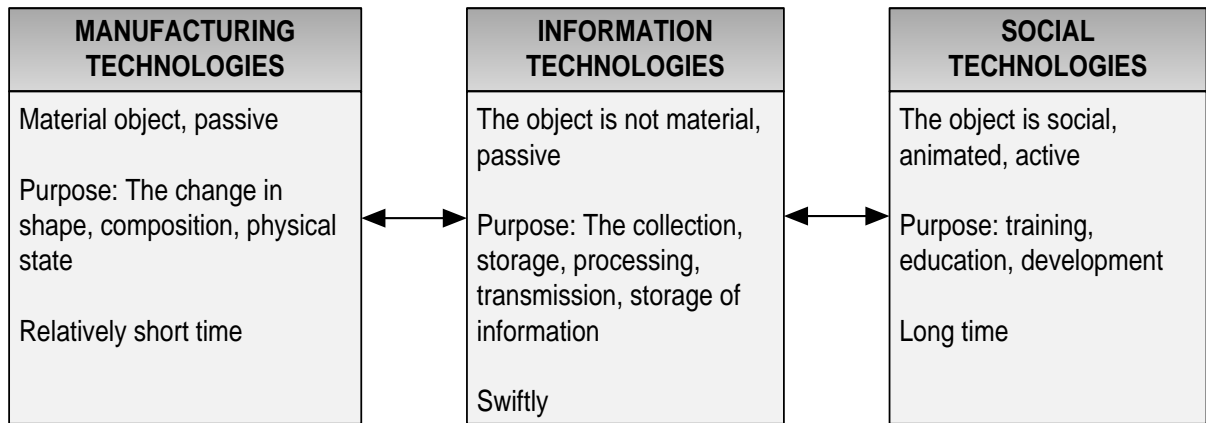 MANUFACTURING
TECHNOLOGIES
Material object, passive
Purpose: The change in
shape, composition, physical
state
Relatively short time
INFORMATION
TECHNOLOGIES
The object is not material,
passive
Purpose: The collection,
storage, processing,
transmission, storage of
information
Swiftly
SOCIAL
TECHNOLOGIES
The object is social,
animated, active
Purpose: training,
education, development
Long time